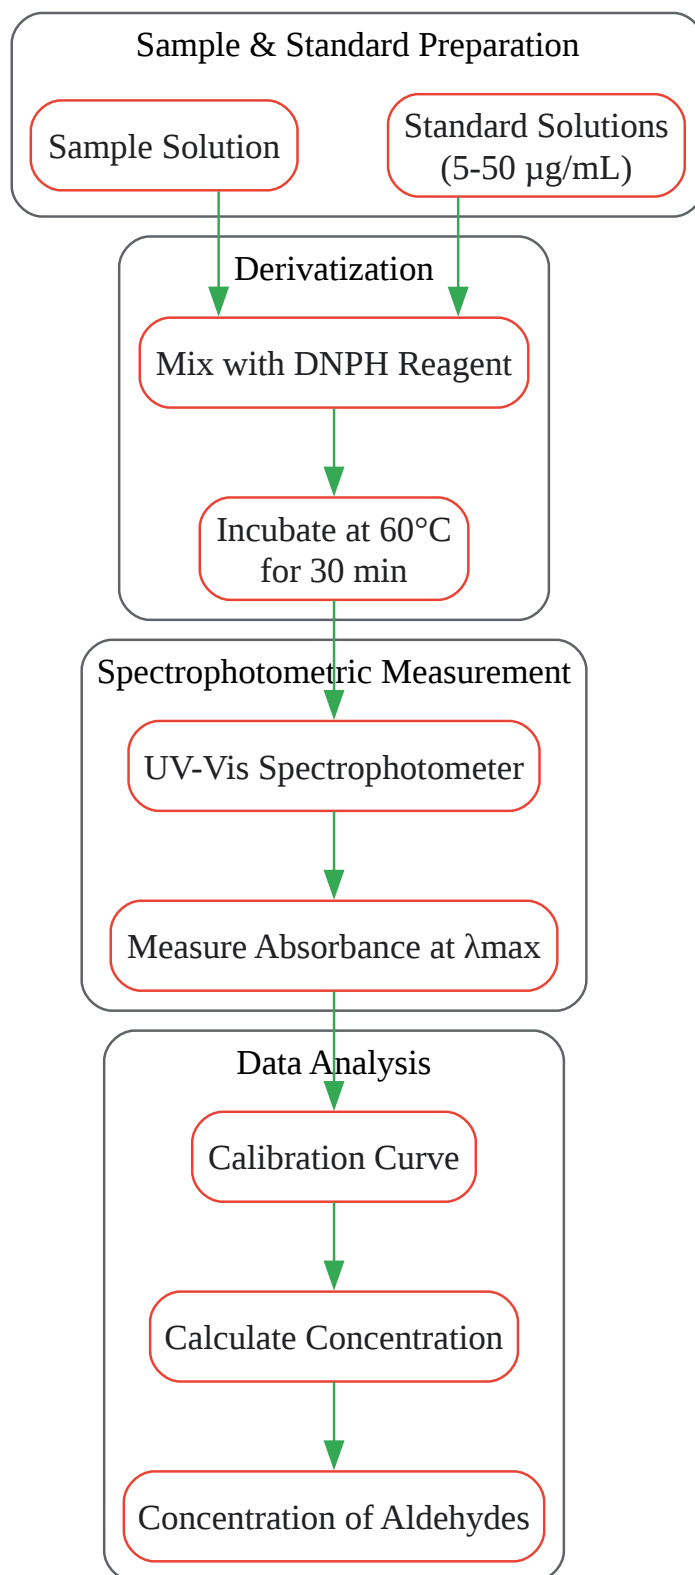 Sample & Standard Preparation
Sample Solution
Standard Solutions
(5-50 µg/mL)
Derivatization
Mix with DNPH Reagent
Incubate at 60°C
for 30 min
Spectrophotometric Measurement
UV-Vis Spectrophotometer
Measure Absorbance at λmax
Data Analysis
Calibration Curve
Calculate Concentration
Concentration of Aldehydes